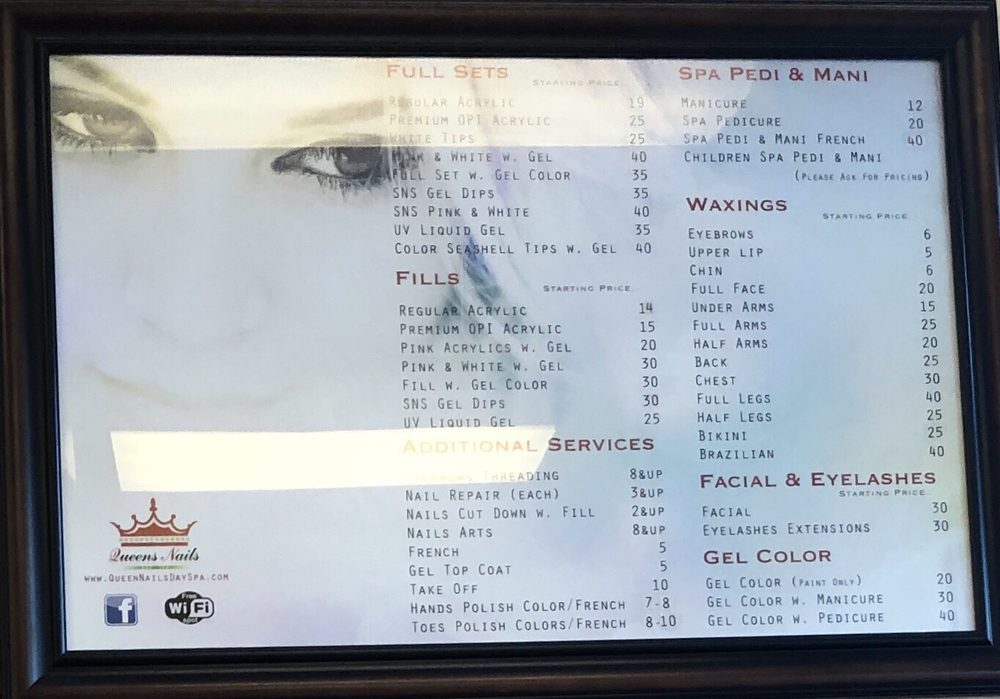 FULL SETS
STARTING PRICE
REGULAR ACRYLIC 19
PREMIUM OPI ACRYLIC 25
WHITE TIPS 25
PINK & WHITE W. GEL 40
FULL SET W. GEL COLOR 35
SNS GEL DIPS 35
SNS PINK & WHITE 40
UV LIQUID GEL 35
COLOR SEASHELL TIPS W. GEL 40
FILLS
STARTING PRICE
REGULAR ACRYLIC 14
PREMIUM OPI ACRYLIC 15
PINK ACRYLICS W. GEL 20
PINK & WHITE W. GEL 30
FILL W. GEL COLOR 30
SNS GEL DIPS 30
UV LIQUID GEL 25
ADDITIONAL SERVICES
THREADING 8&UP
NAIL REPAIR (EACH) 3&UP
NAILS CUT DOWN W. FILL 2&UP
NAILS ARTS 8&UP
FRENCH 5
GEL TOP COAT 5
TAKE OFF 10
HANDS POLISH COLOR/FRENCH 7-8
TOES POLISH COLORS/FRENCH 8-10
SPA PEDI & MANI
MANICURE 12
SPA PEDICURE 20
SPA PEDI & MANI FRENCH 40
CHILDREN SPA PEDI & MANI
(PLEASE ASK FOR PRICING)
WAXINGS
STARTING PRICE
EYEBROWS 6
UPPER LIP 5
CHIN 6
FULL FACE 20
UNDER ARMS 15
FULL ARMS 25
HALF ARMS 20
BACK 25
CHEST 30
FULL LEGS 40
HALF LEGS 25
BIKINI 25
BRAZILIAN 40
FACIAL & EYELASHES
STARTING PRICE
FACIAL 30
EYELASHES EXTENSIONS 30
GEL COLOR
GEL COLOR (PAINT ONLY) 20
GEL COLOR W. MANICURE 30
GEL COLOR W. PEDICURE 40
Queens Nails
WWW.QUEENNAILSDAYSPA.COM
f
Free
Wi Fi
spot